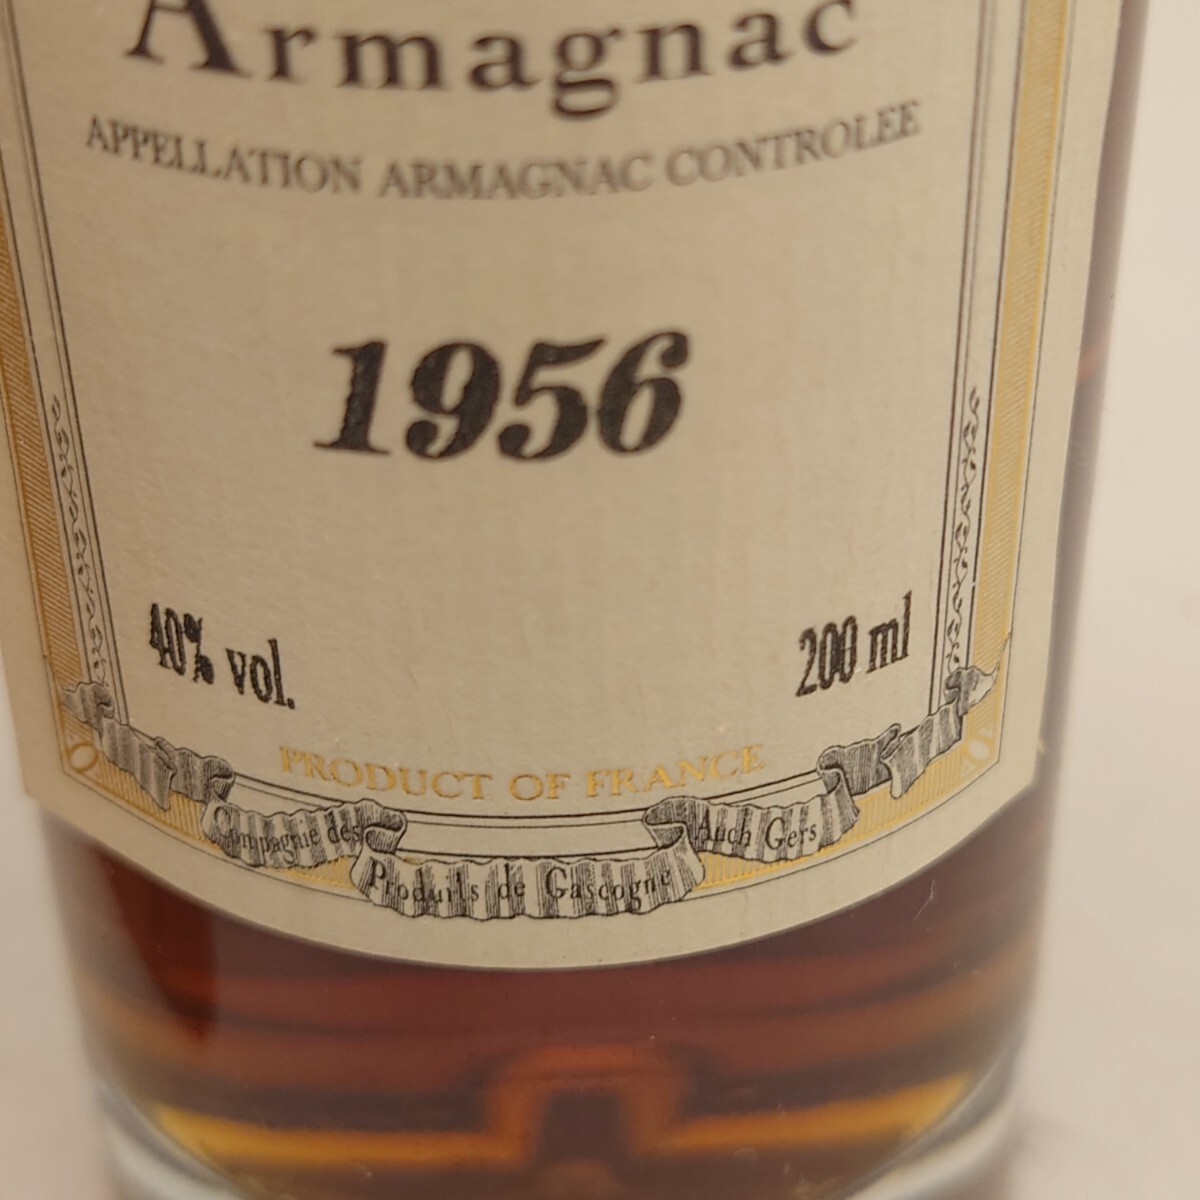 Armagnac
APPELLATION ARMAGNAC CONTROLEE
1956
40% vol.
200 ml
PRODUCT OF FRANCE
Compagnie des
Produits de Gascogne
Auch Gers